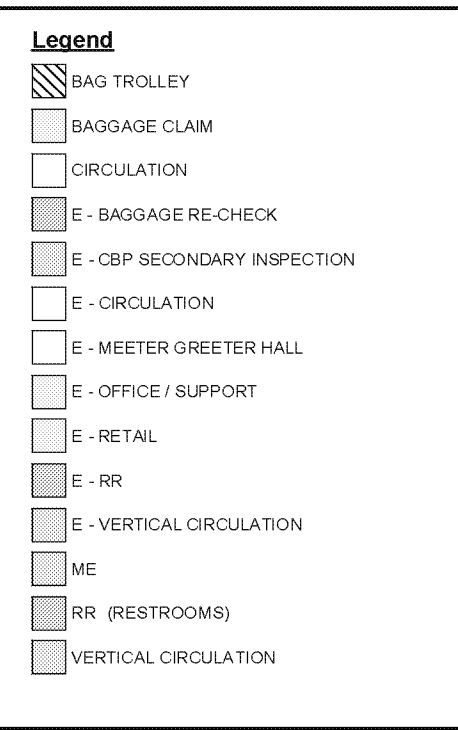 Legend
BAG TROLLEY
BAGGAGE CLAIM
CIRCULATION
E - BAGGAGE RE-CHECK
E - CBP SECONDARY INSPECTION
E - CIRCULATION
E - MEETER GREETER HALL
E - OFFICE / SUPPORT
E - RETAIL
E - RR
E - VERTICAL CIRCULATION
ME
RR (RESTROOMS)
VERTICAL CIRCULATION